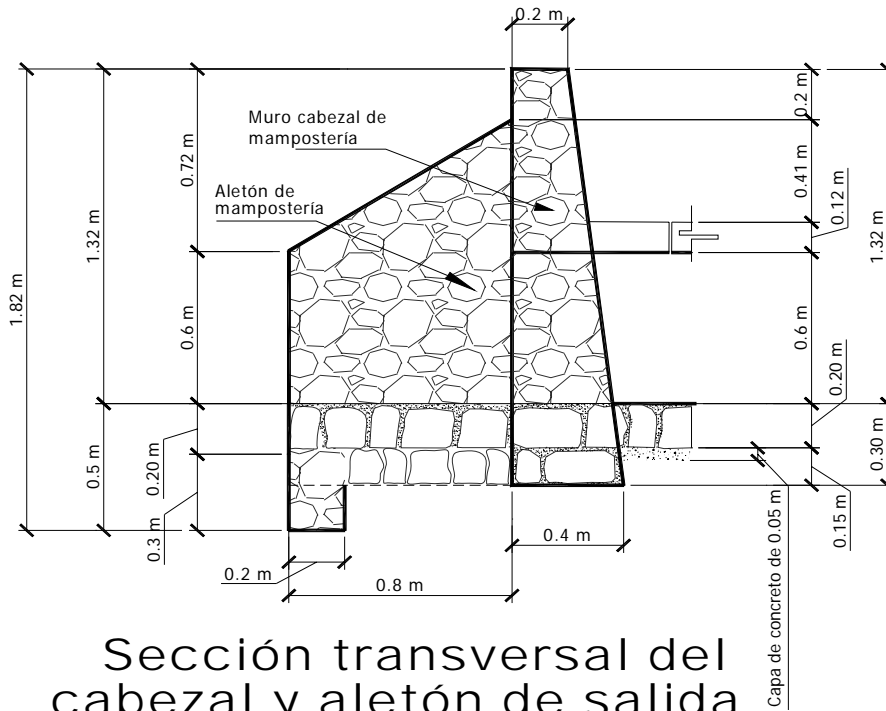 0.2 m
Muro cabezal de
mampostería
Aletón de
mampostería
1.82 m
1.32 m
0.5 m
0.72 m
0.6 m
0.20 m
0.3 m
0.2 m
0.8 m
0.4 m
0.2 m
0.41 m
0.12 m
1.32 m
0.6 m
0.20 m
0.30 m
0.15 m
Capa de concreto de 0.05 m
Sección transversal del
cabezal y aletón de salida